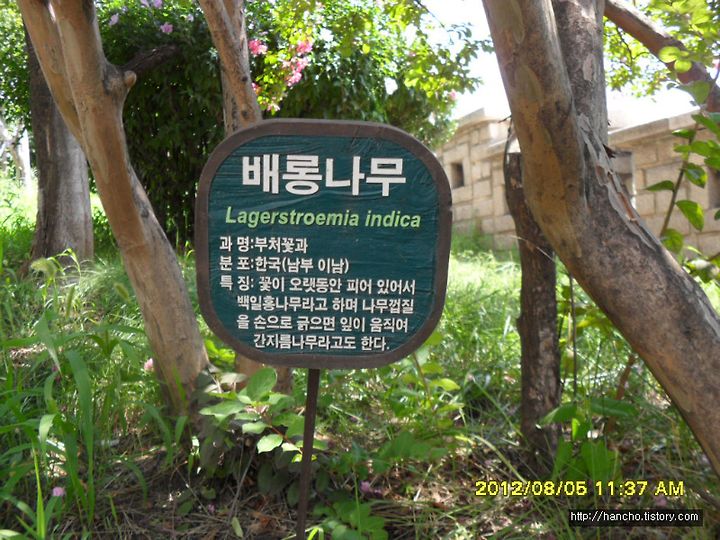 배롱나무
Lagerstroemia indica
과 명:부처꽃과
분 포:한국(남부 이남)
특 징: 꽃이 오랫동안 피어 있어서
백일홍나무라고 하며 나무껍질
을 손으로 긁으면 잎이 움직여
간지름나무라고도 한다.
2012/08/05 11:37 AM
http://hancho.tistory.com